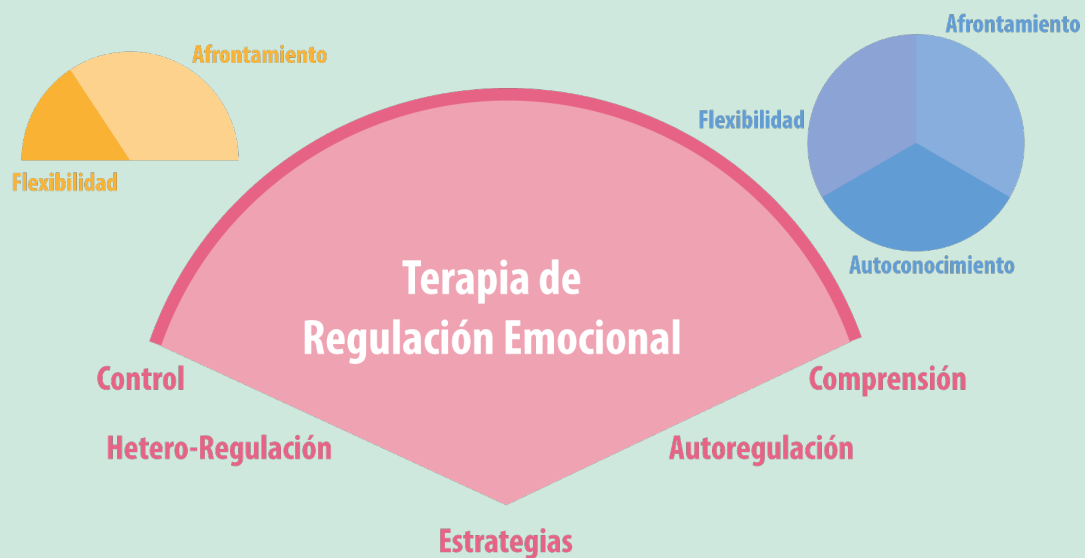 Afrontamiento
Flexibilidad
Afrontamiento
Flexibilidad
Autoconocimiento
Terapia de
Regulación Emocional
Control
Comprensión
Hetero-Regulación
Autoregulación
Estrategias